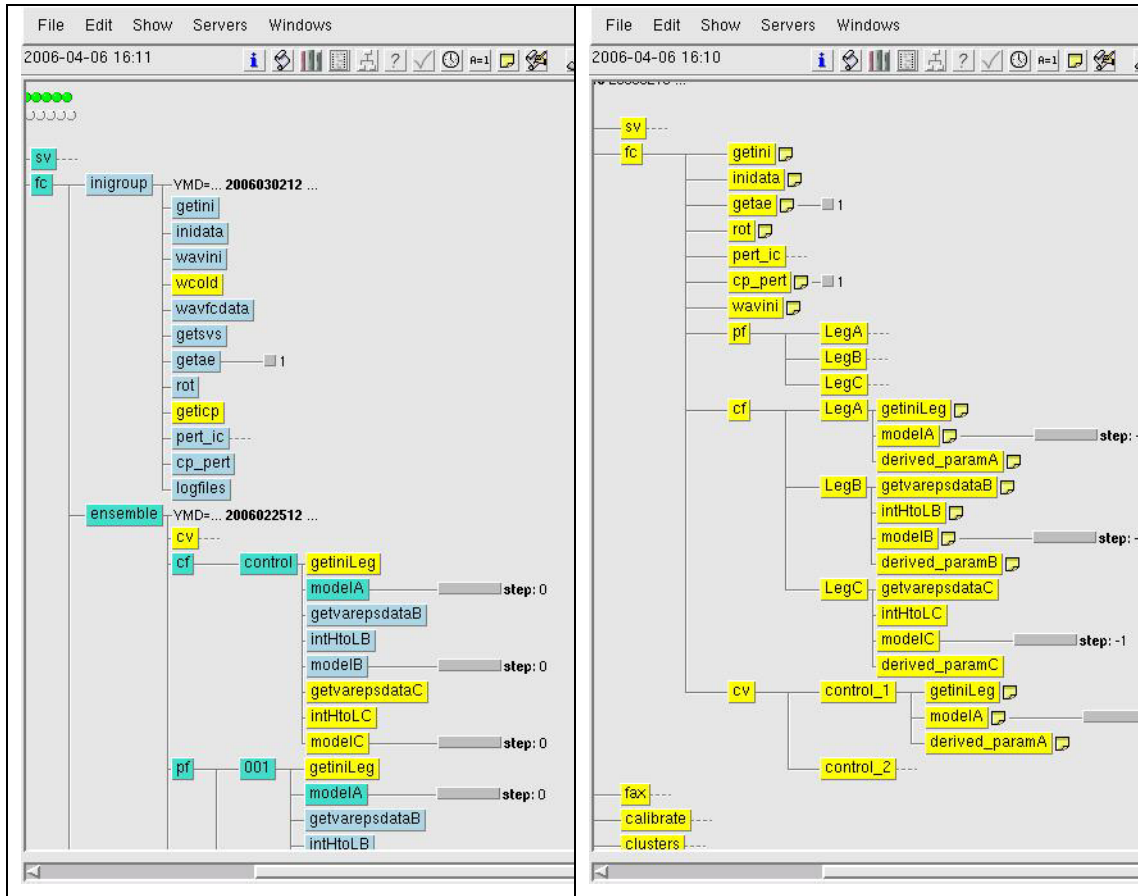 File Edit Show Servers Windows
2006-04-06 16:11
i ? A=1
sv
fc inigroup YMD=... 2006030212 ...
getini
inidata
wavini
wcold
wavfcdata
getsvs
getae 1
rot
geticp
pert_ic
cp_pert
logfiles
ensemble YMD=... 2006022512 ...
cv
cf control getiniLeg
modelA step: 0
getvarepsdataB
intHtoLB
modelB step: 0
getvarepsdataC
intHtoLC
modelC step: 0
pf 001 getiniLeg
modelA step: 0
getvarepsdataB
intHtoLB
File Edit Show Servers Windows
2006-04-06 16:10
i ? A=1
sv
fc getini
inidata
getae 1
rot
pert_ic
cp_pert 1
wavini
pf LegA
LegB
LegC
cf LegA getiniLeg
modelA step: -
derived_paramA
LegB getvarepsdataB
intHtoLB
modelB step: -
derived_paramB
LegC getvarepsdataC
intHtoLC
modelC step: -1
derived_paramC
cv control_1 getiniLeg
modelA
derived_paramA
control_2
fax
calibrate
clusters